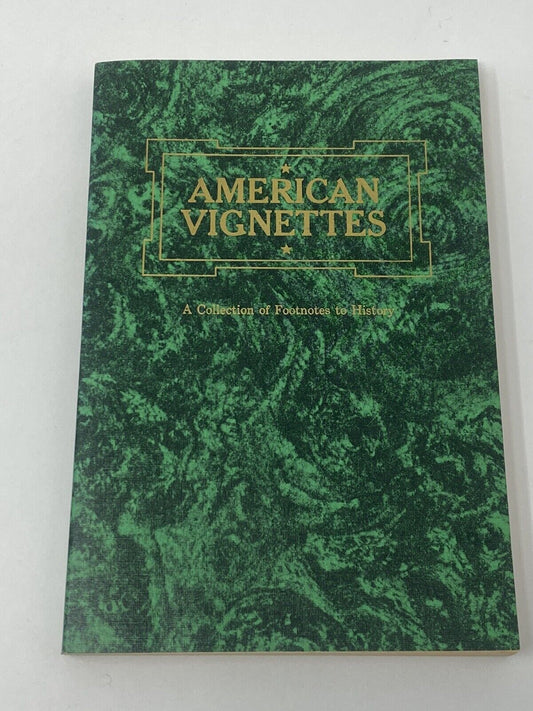 AMERICAN
VIGNETTES
A Collection of Footnotes to History